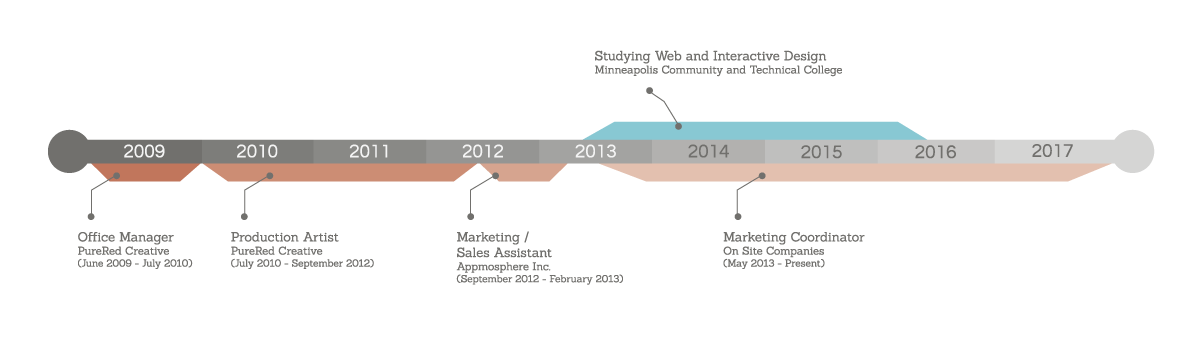 Studying Web and Interactive Design
Minneapolis Community and Technical College
2009 2010 2011 2012 2013 2014 2015 2016 2017
Office Manager
PureRed Creative
(June 2009 - July 2010)
Production Artist
PureRed Creative
(July 2010 - September 2012)
Marketing /
Sales Assistant
Appmosphere Inc.
(September 2012 - February 2013)
Marketing Coordinator
On Site Companies
(May 2013 - Present)